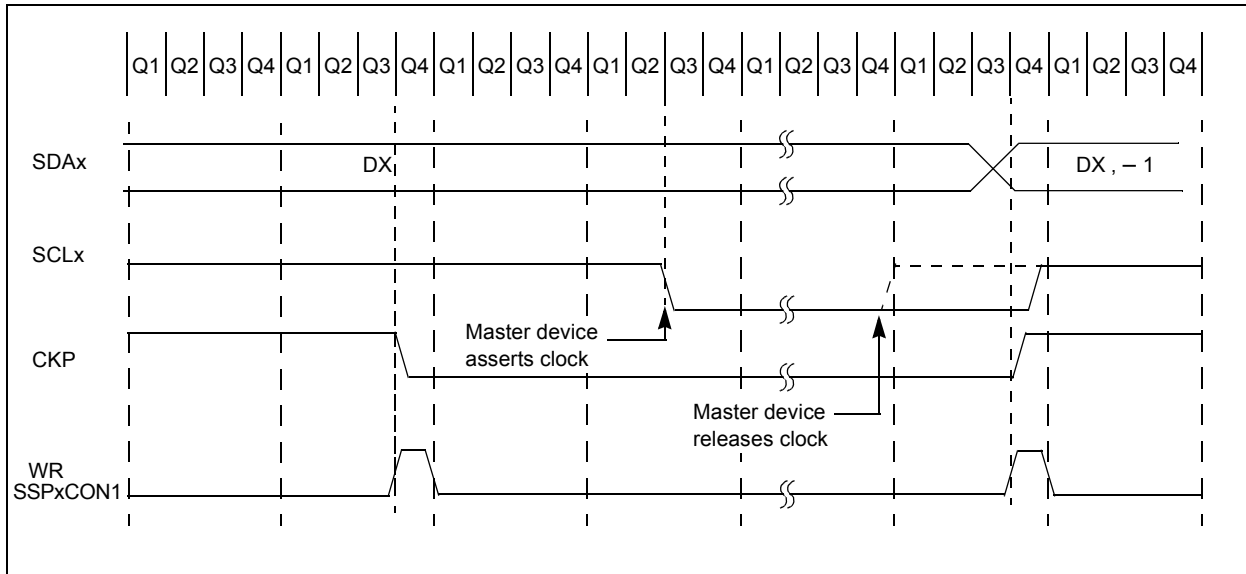 Q1 Q2 Q3 Q4 Q1 Q2 Q3 Q4 Q1 Q2 Q3 Q4 Q1 Q2 Q3 Q4 Q1 Q2 Q3 Q4 Q1 Q2 Q3 Q4 Q1 Q2 Q3 Q4
SDAx
DX
DX , – 1
SCLx
Master device
asserts clock
CKP
Master device
releases clock
WR
SSPxCON1